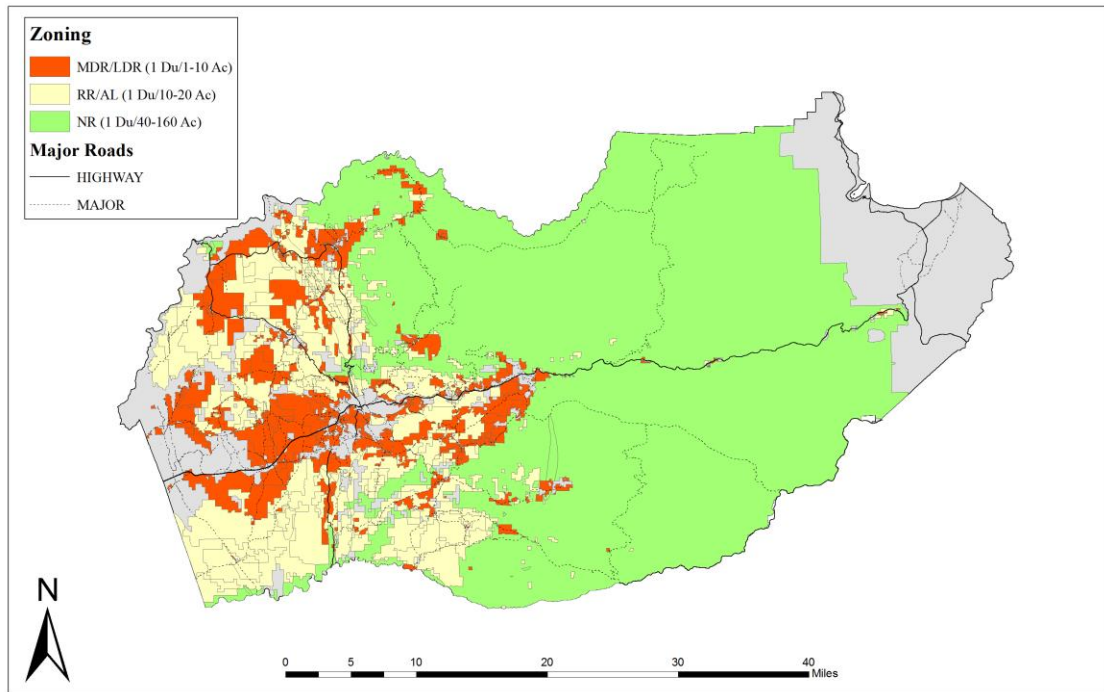 Zoning
MDR/LDR (1 Du/1-10 Ac)
RR/AL (1 Du/10-20 Ac)
NR (1 Du/40-160 Ac)
Major Roads
HIGHWAY
MAJOR
N
0 5 10 20 30 40
Miles